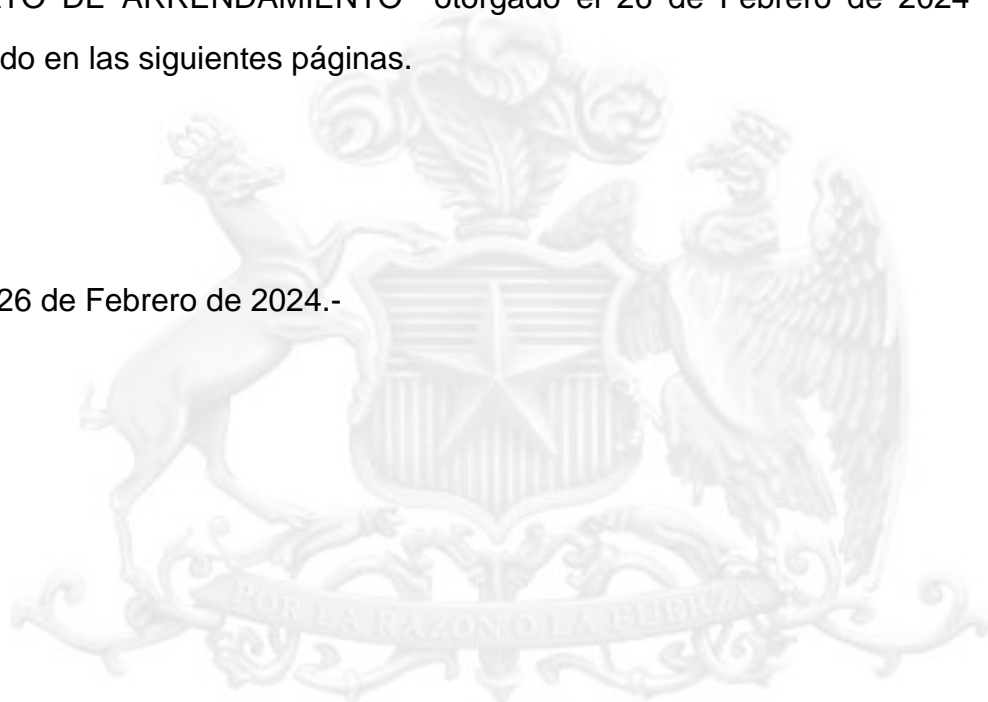 TO DE ARRENDAMIENTO otorgado el 26 de Febrero de 2024
do en las siguientes páginas.
26 de Febrero de 2024.-
POR LA RAZON O LA FUERZA